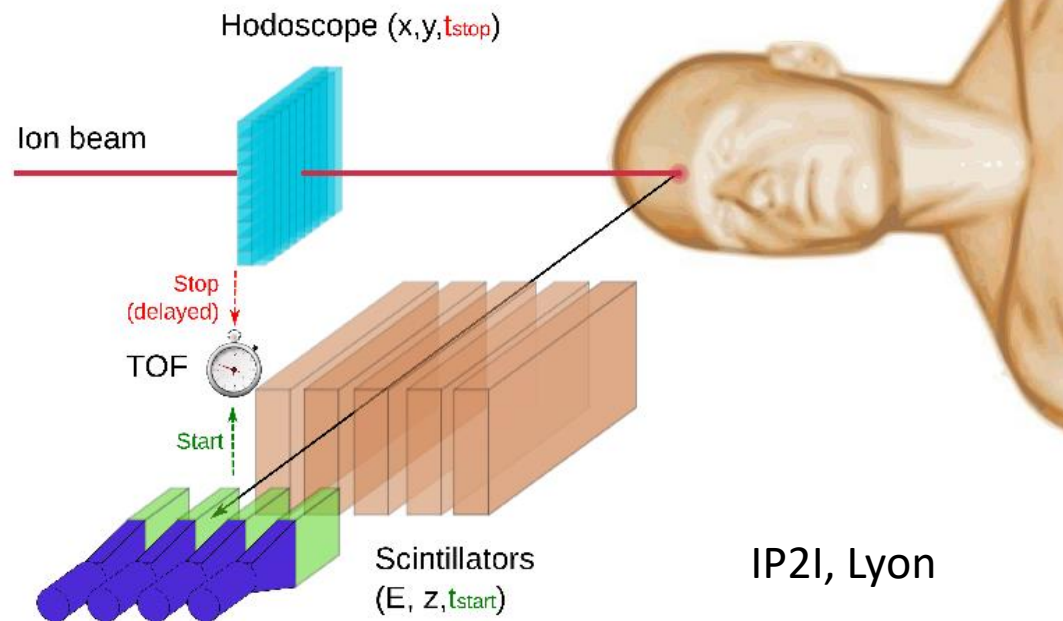 Hodoscope (x,y,tstop)
Ion beam
Stop
(delayed)
TOF
Start
Scintillators
(E, z,tstart)
IP2I, Lyon